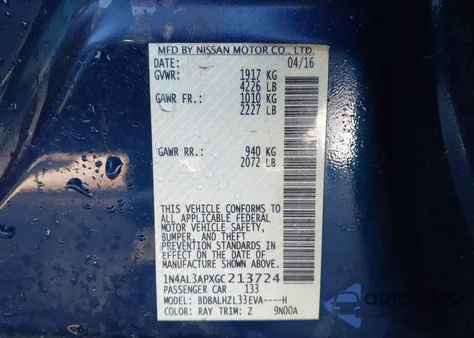 MFD BY NISSAN MOTOR CO., LTD.
DATE: 04/16
GVWR: 1917 KG
4226 LB
GAWR FR.: 1010 KG
2227 LB
GAWR RR.: 940 KG
2072 LB
THIS VEHICLE CONFORMS TO
ALL APPLICABLE FEDERAL
MOTOR VEHICLE SAFETY,
BUMPER, AND THEFT
PREVENTION STANDARDS IN
EFFECT ON THE DATE OF
MANUFACTURE SHOWN ABOVE.
1N4AL3APXGC213724
PASSENGER CAR 133
MODEL: BDBALHZL33EVA----H
COLOR: RAY TRIM: Z 9N00A
autobidmaster